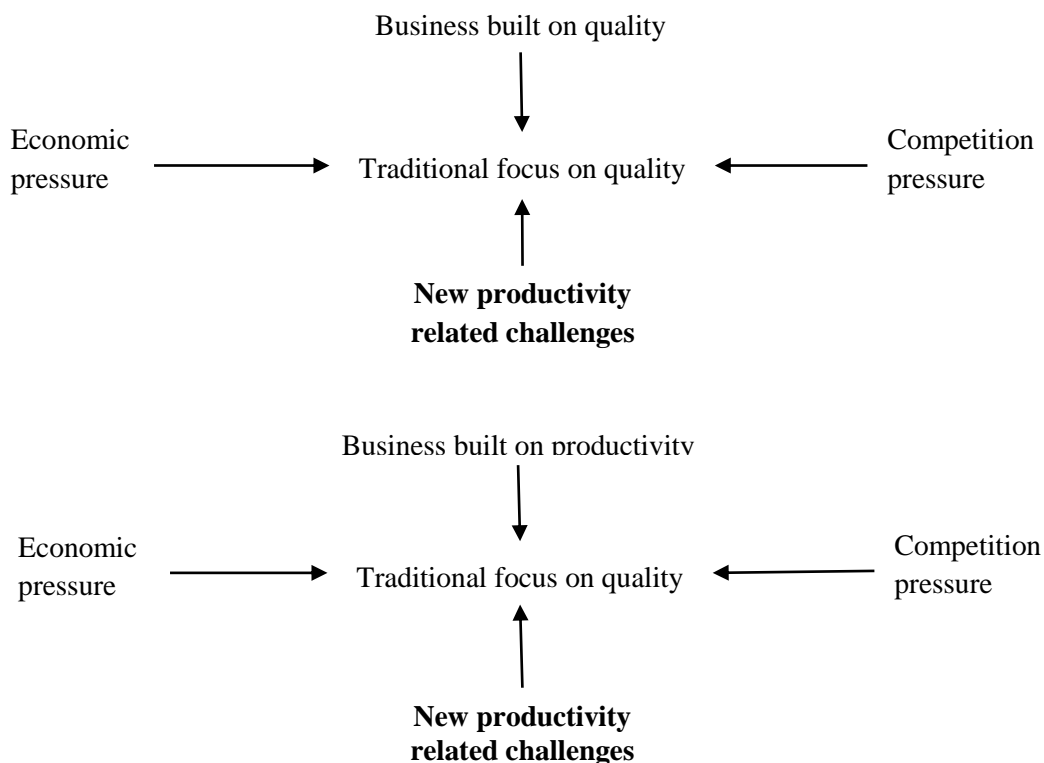 Business built on quality
Economic
pressure
Traditional focus on quality
Competition
pressure
New productivity
related challenges
Business built on productivity
Economic
pressure
Traditional focus on quality
Competition
pressure
New productivity
related challenges